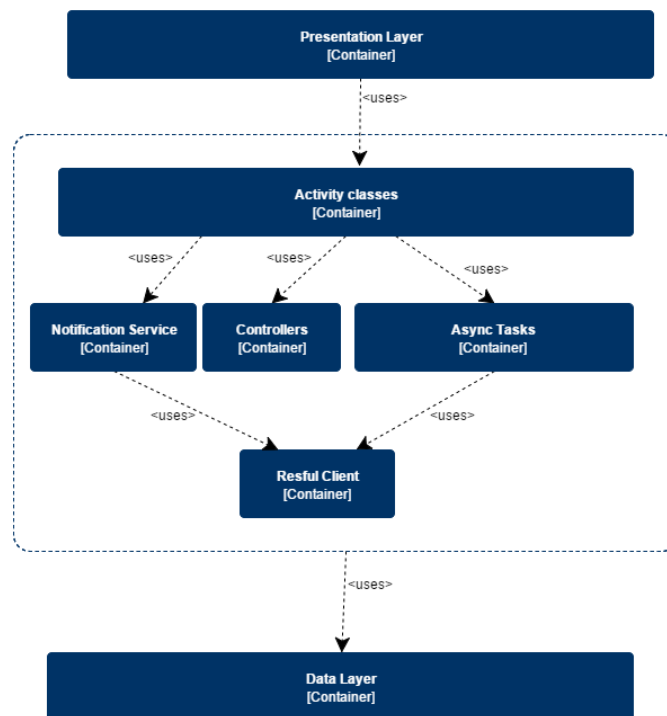 Presentation Layer
[Container]
<uses>
Activity classes
[Container]
<uses>
<uses>
<uses>
Notification Service
[Container]
Controllers
[Container]
Async Tasks
[Container]
<uses>
<uses>
Resful Client
[Container]
<uses>
Data Layer
[Container]